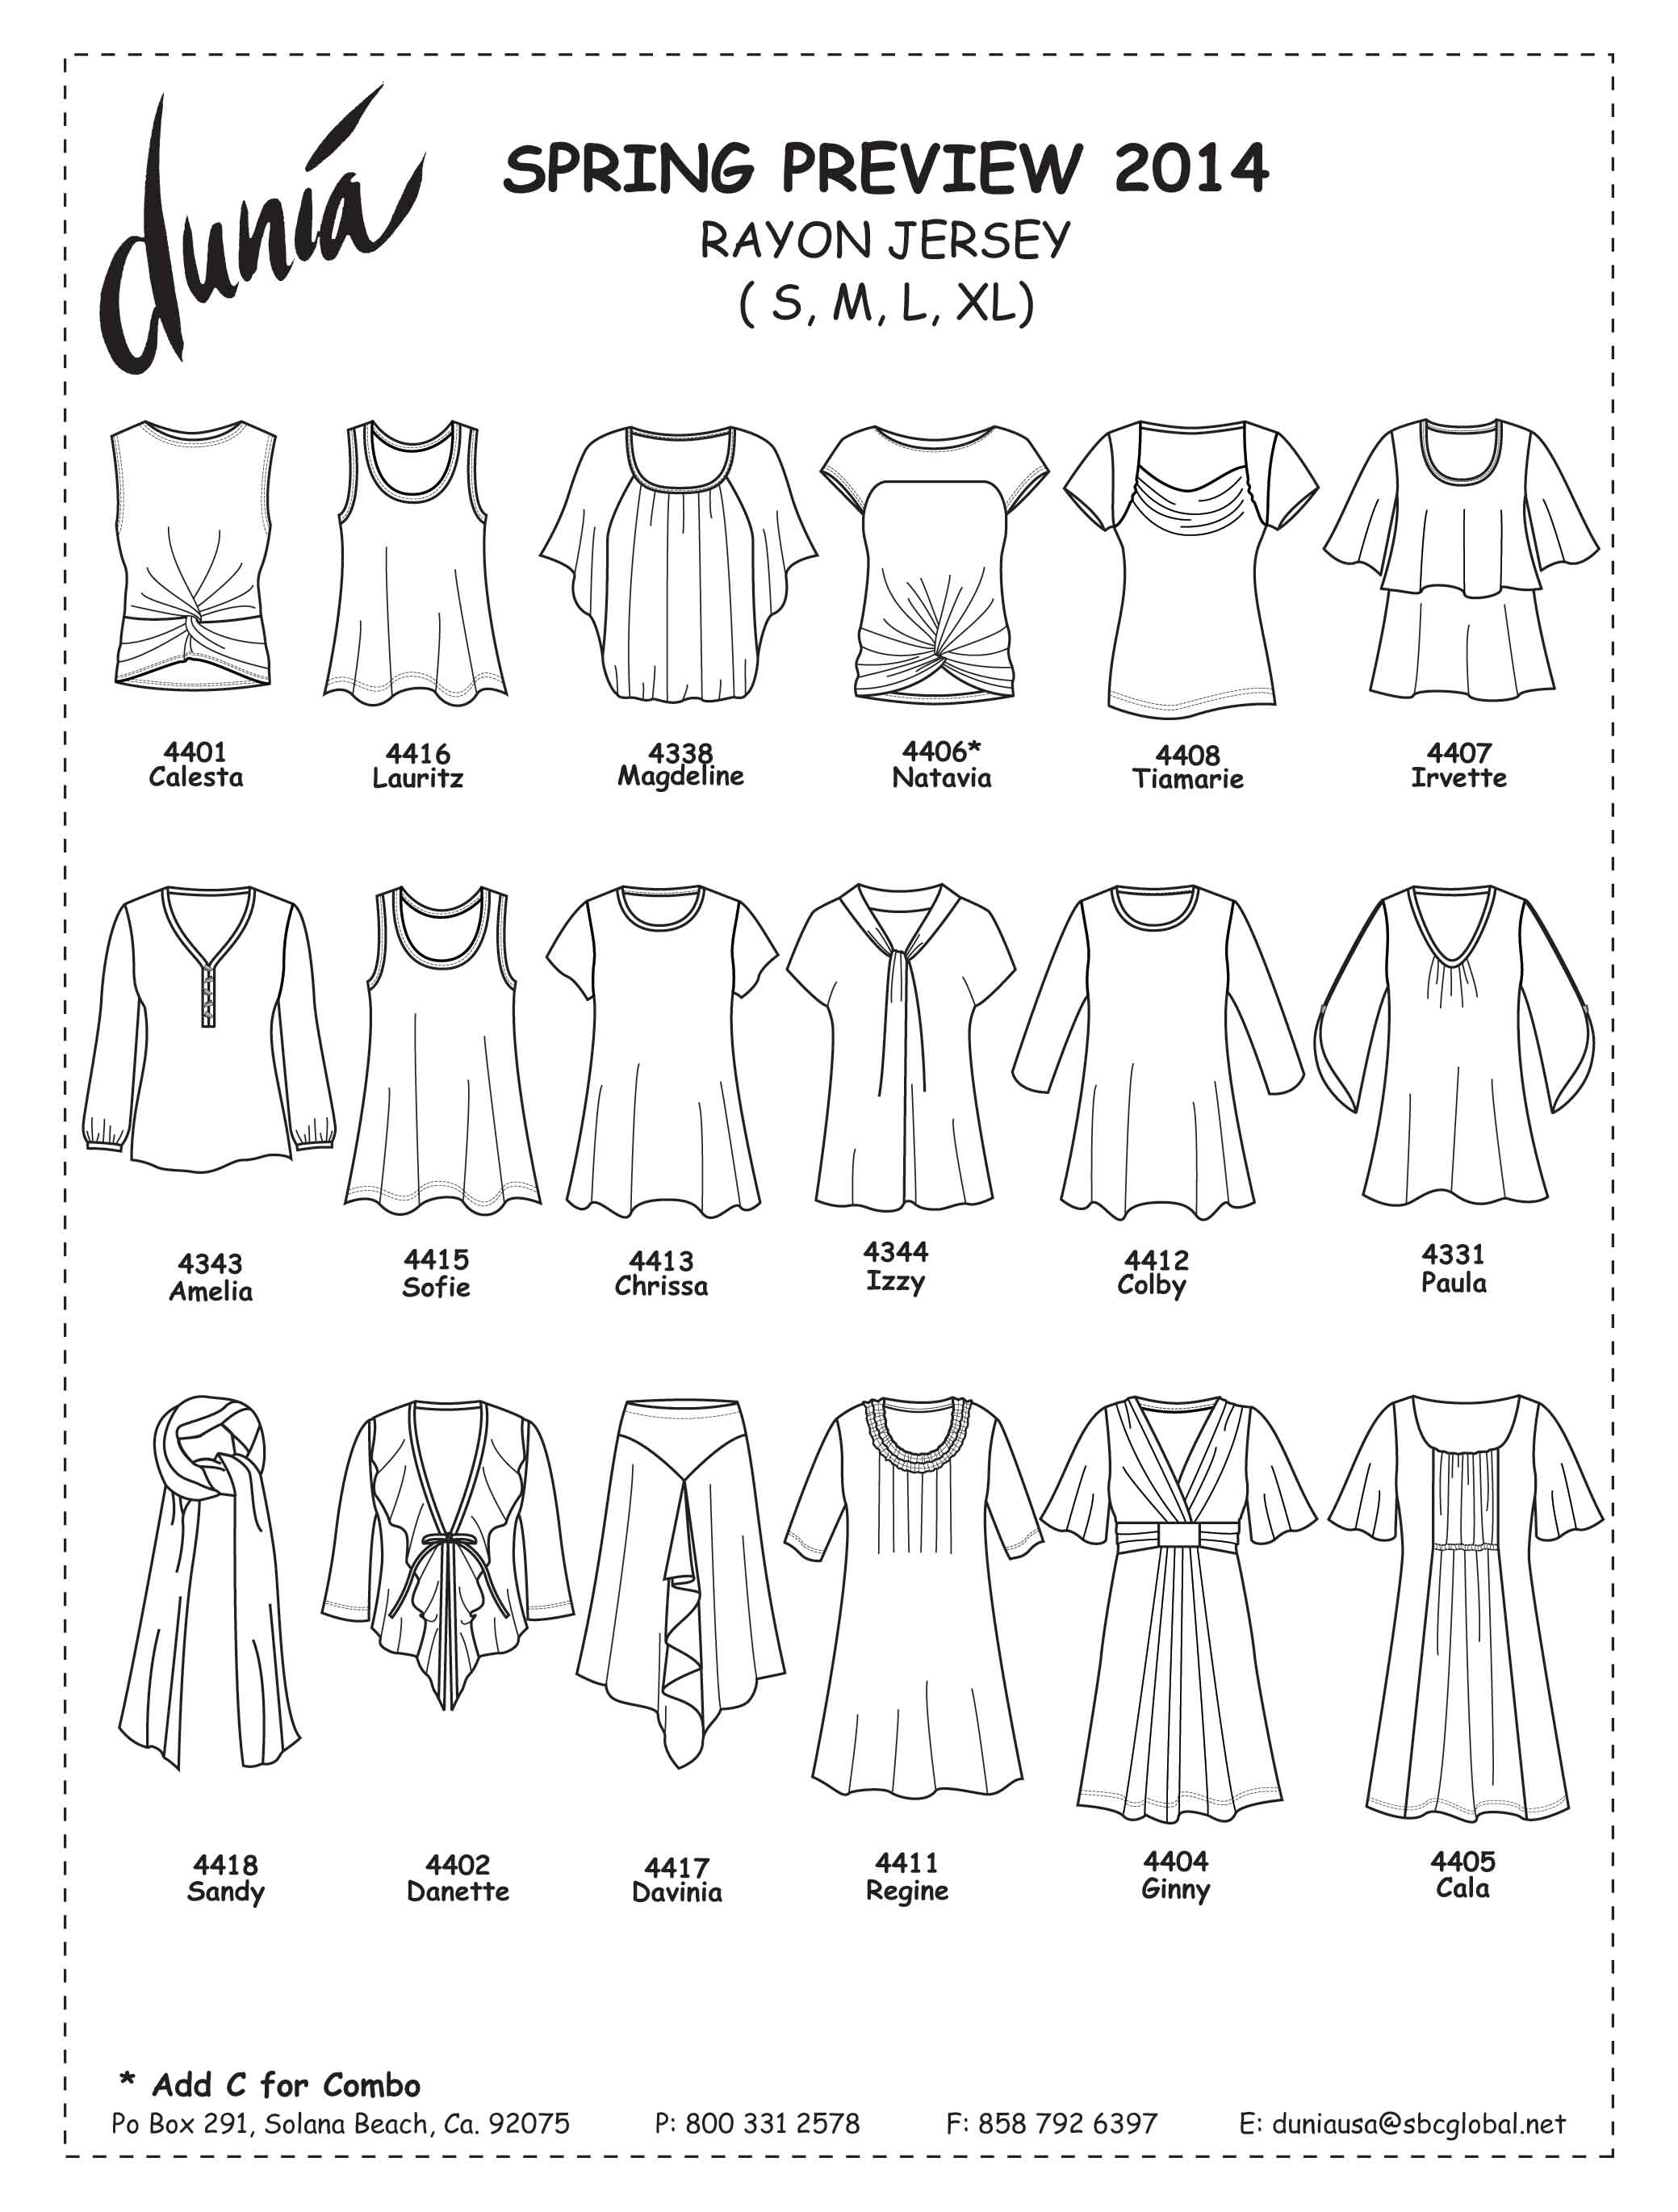 dunia
SPRING PREVIEW 2014
RAYON JERSEY
( S, M, L, XL)
4401
Calesta
4416
Lauritz
4338
Magdeline
4406*
Natavia
4408
Tiamarie
4407
Irvette
4343
Amelia
4415
Sofie
4413
Chrissa
4344
Izzy
4412
Colby
4331
Paula
4418
Sandy
4402
Danette
4417
Davinia
4411
Regine
4404
Ginny
4405
Cala
* Add C for Combo
Po Box 291, Solana Beach, Ca. 92075 P: 800 331 2578 F: 858 792 6397 E: duniausa@sbcglobal.net